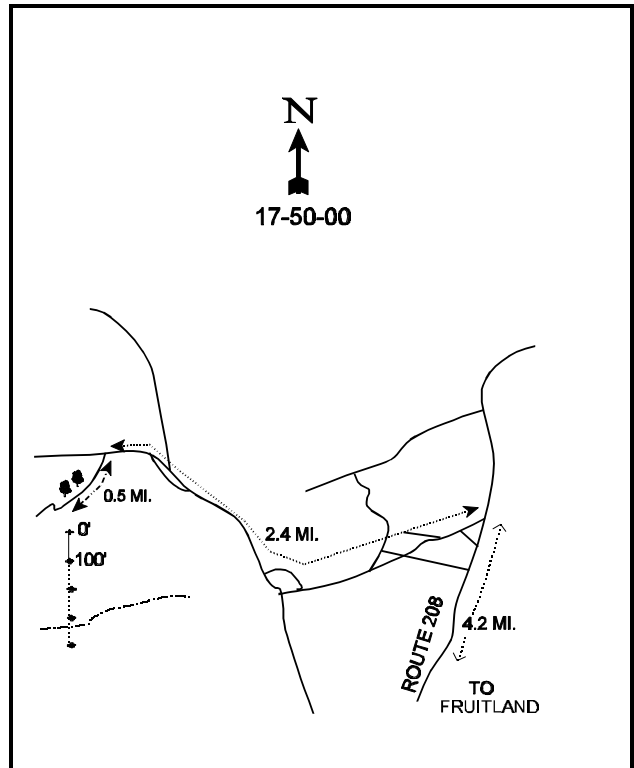 N
17-50-00
0.5 MI.
0'
100'
2.4 MI.
ROUTE 208
4.2 MI.
TO
FRUITLAND